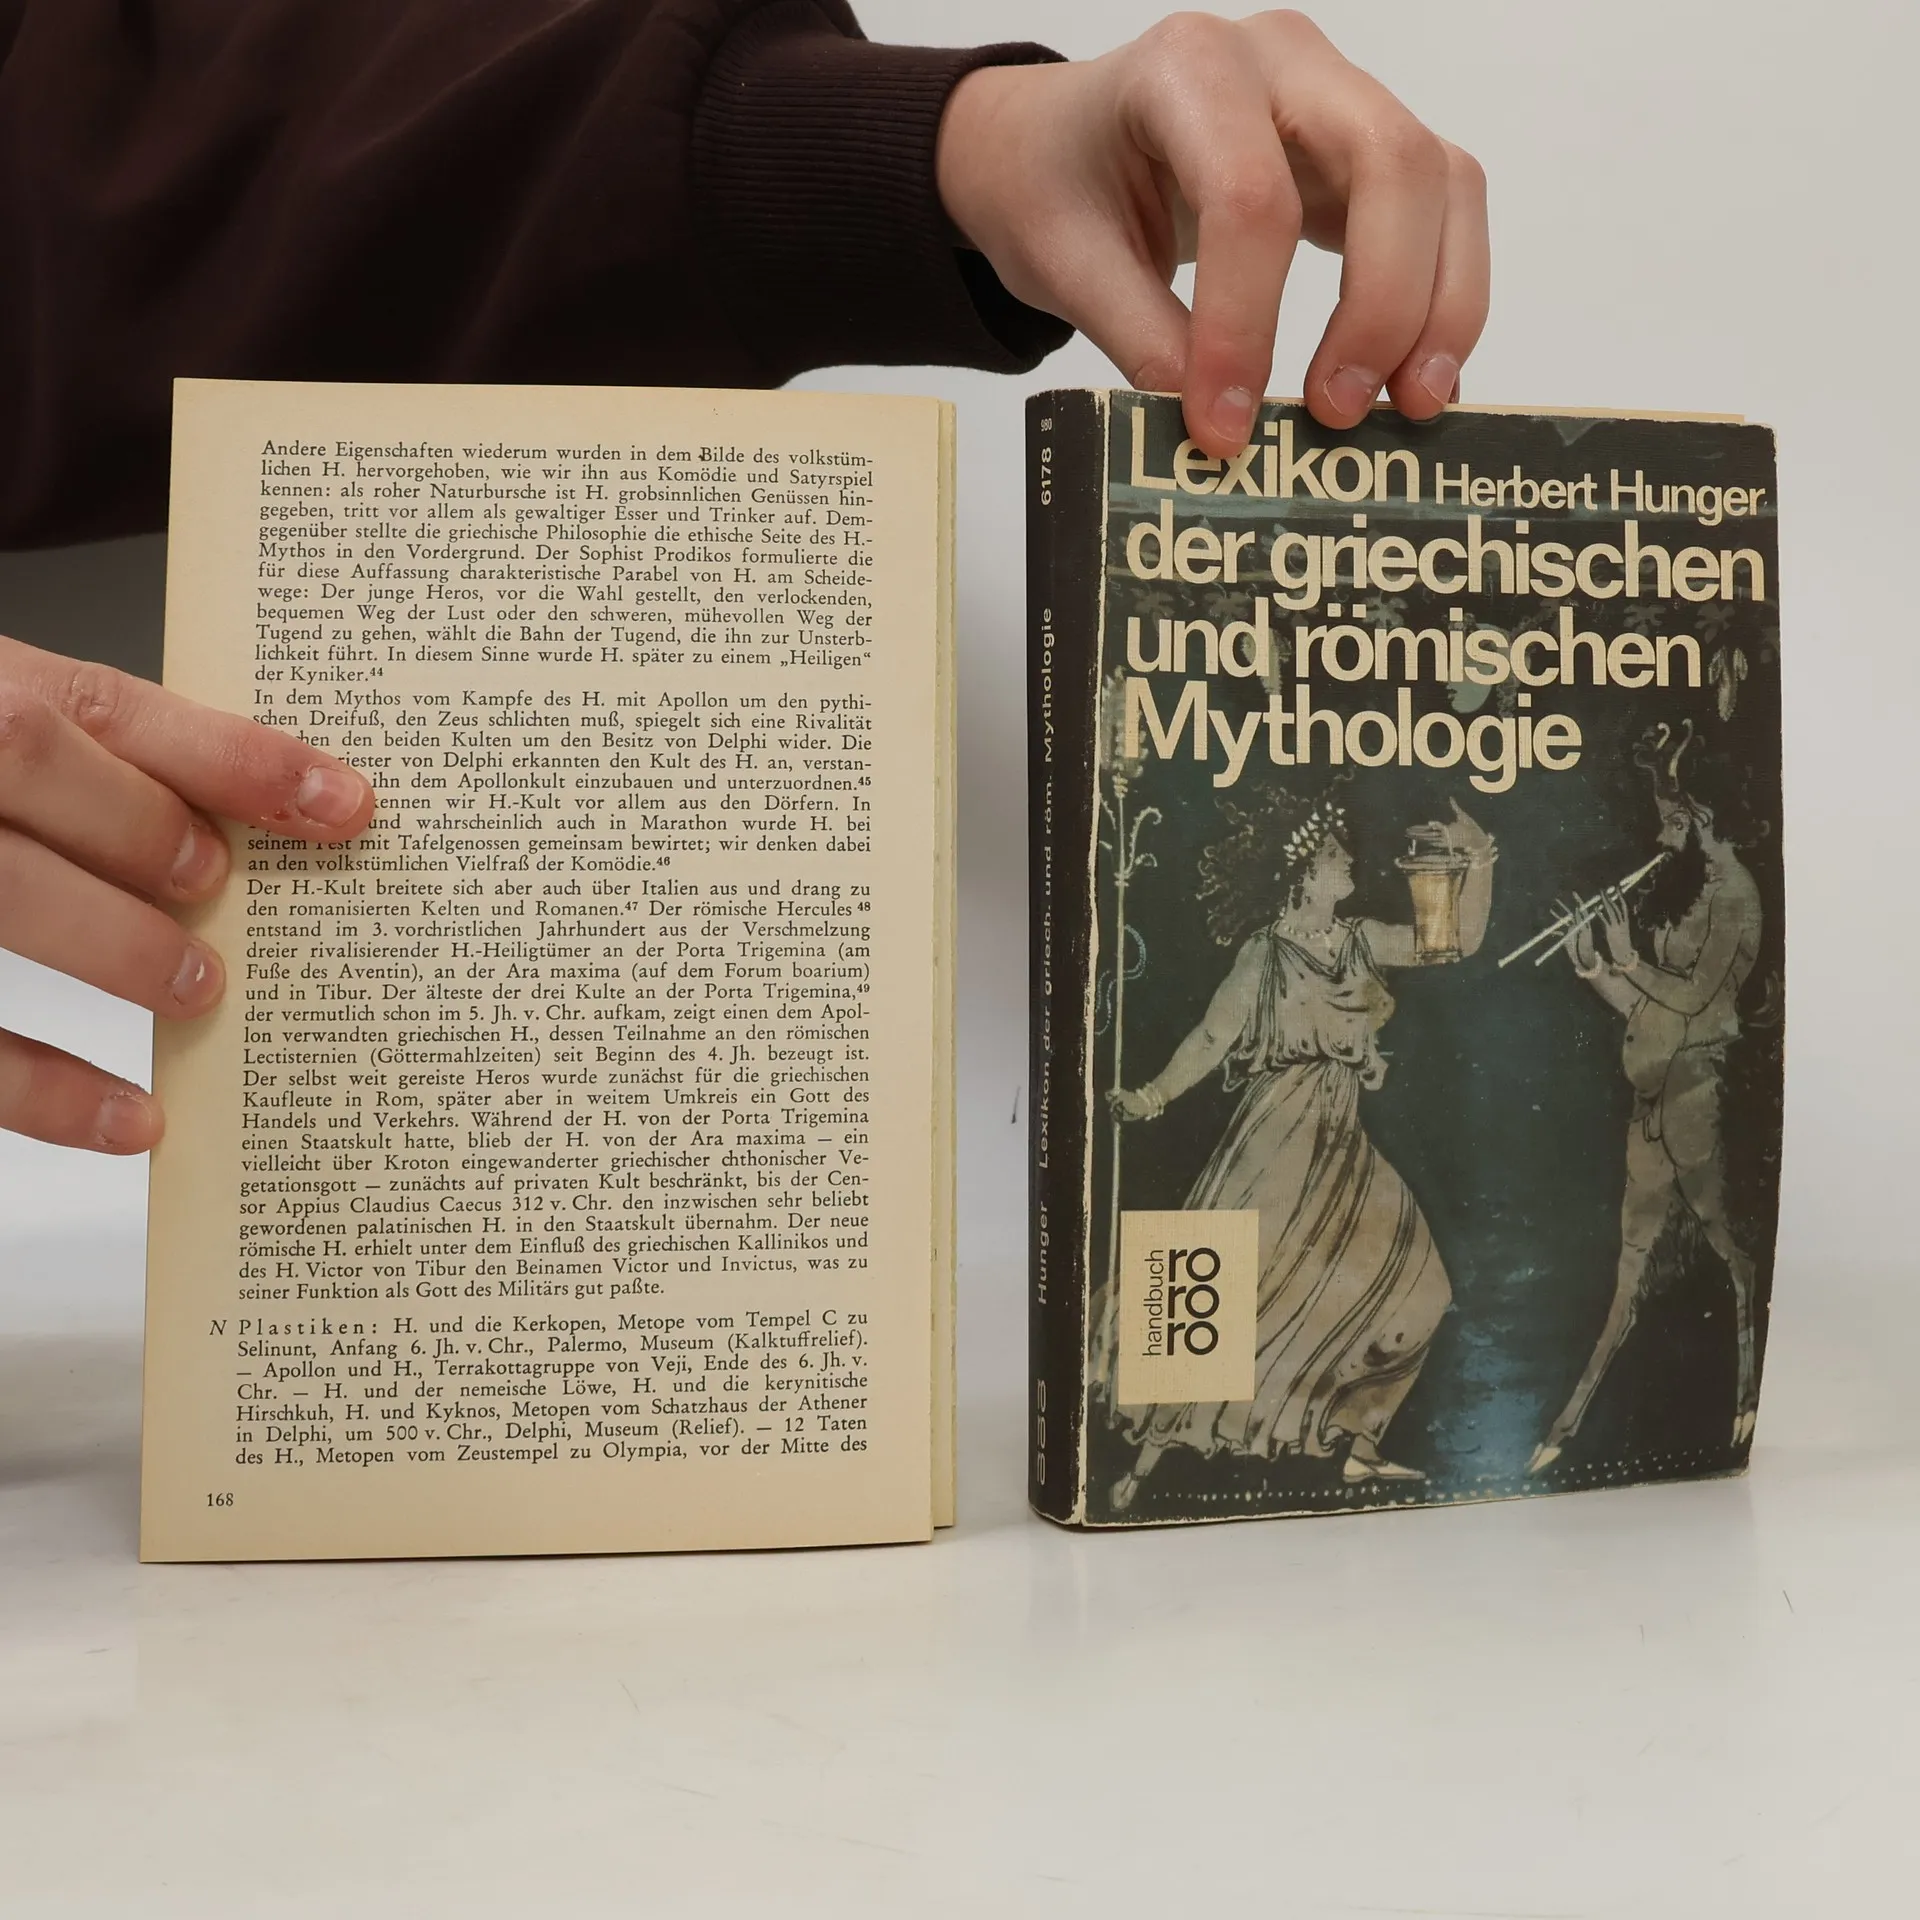 Andere Eigenschaften wiederum wurden in dem Bilde des volkstüm-
lichen H. hervorgehoben, wie wir ihn aus Komödie und Satyrspiel
kennen: als roher Naturbursche ist H. grobsinnlichen Genüssen hin-
gegeben, tritt vor allem als gewaltiger Esser und Trinker auf. Dem-
gegenüber stellte die griechische Philosophie die ethische Seite des H.-
Mythos in den Vordergrund. Der Sophist Prodikos formulierte die
für diese Auffassung charakteristische Parabel von H. am Scheide-
wege: Der junge Heros, vor die Wahl gestellt, den verlockenden,
bequemen Weg der Lust oder den schweren, mühevollen Weg der
Tugend zu gehen, wählt die Bahn der Tugend, die ihn zur Unsterb-
lichkeit führt. In diesem Sinne wurde H. später zu einem „Heiligen“
der Kyniker.⁴⁴
In dem Mythos vom Kampfe des H. mit Apollon um den pythi-
schen Dreifuß, den Zeus schlichten muß, spiegelt sich eine Rivalität
den beiden Kulten um den Besitz von Delphi wider. Die
von Delphi erkannten den Kult des H. an, verstan-
ihn dem Apollonkult einzubauen und unterzuordnen.⁴⁵
kennen wir H.-Kult vor allem aus den Dörfern. In
und wahrscheinlich auch in Marathon wurde H. bei
seinem Fest mit Tafelgenossen gemeinsam bewirtet; wir denken dabei
an den volkstümlichen Vielfraß der Komödie.⁴⁶
Der H.-Kult breitete sich aber auch über Italien aus und drang zu
den romanisierten Kelten und Romanen.⁴⁷ Der römische Hercules ⁴⁸
entstand im 3. vorchristlichen Jahrhundert aus der Verschmelzung
dreier rivalisierender H.-Heiligtümer an der Porta Trigemina (am
Fuße des Aventin), an der Ara maxima (auf dem Forum boarium)
und in Tibur. Der älteste der drei Kulte an der Porta Trigemina,⁴⁹
der vermutlich schon im 5. Jh. v. Chr. aufkam, zeigt einen dem Apol-
lon verwandten griechischen H., dessen Teilnahme an den römischen
Lectisternien (Göttermahlzeiten) seit Beginn des 4. Jh. bezeugt ist.
Der selbst weit gereiste Heros wurde zunächst für die griechischen
Kaufleute in Rom, später aber in weitem Umkreis ein Gott des
Handels und Verkehrs. Während der H. von der Porta Trigemina
einen Staatskult hatte, blieb der H. von der Ara maxima — ein
vielleicht über Kroton eingewanderter griechischer chthonischer Ve-
getationsgott — zunächts auf privaten Kult beschränkt, bis der Cen-
sor Appius Claudius Caecus 312 v. Chr. den inzwischen sehr beliebt
gewordenen palatinischen H. in den Staatskult übernahm. Der neue
römische H. erhielt unter dem Einfluß des griechischen Kallinikos und
des H. Victor von Tibur den Beinamen Victor und Invictus, was zu
seiner Funktion als Gott des Militärs gut paßte.
N Plastiken: H. und die Kerkopen, Metope vom Tempel C zu
Selinunt, Anfang 6. Jh. v. Chr., Palermo, Museum (Kalktuffrelief).
— Apollon und H., Terrakottagruppe von Veji, Ende des 6. Jh. v.
Chr. — H. und der nemeische Löwe, H. und die kerynitische
Hirschkuh, H. und Kyknos, Metopen vom Schatzhaus der Athener
in Delphi, um 500 v. Chr., Delphi, Museum (Relief). — 12 Taten
des H., Metopen vom Zeustempel zu Olympia, vor der Mitte des
168
Hunger Lexikon der griech. und röm. Mythologie 6178 980
Lexikon Herbert Hunger
der griechischen
und römischen
Mythologie
handbuch
ro
ro
ro